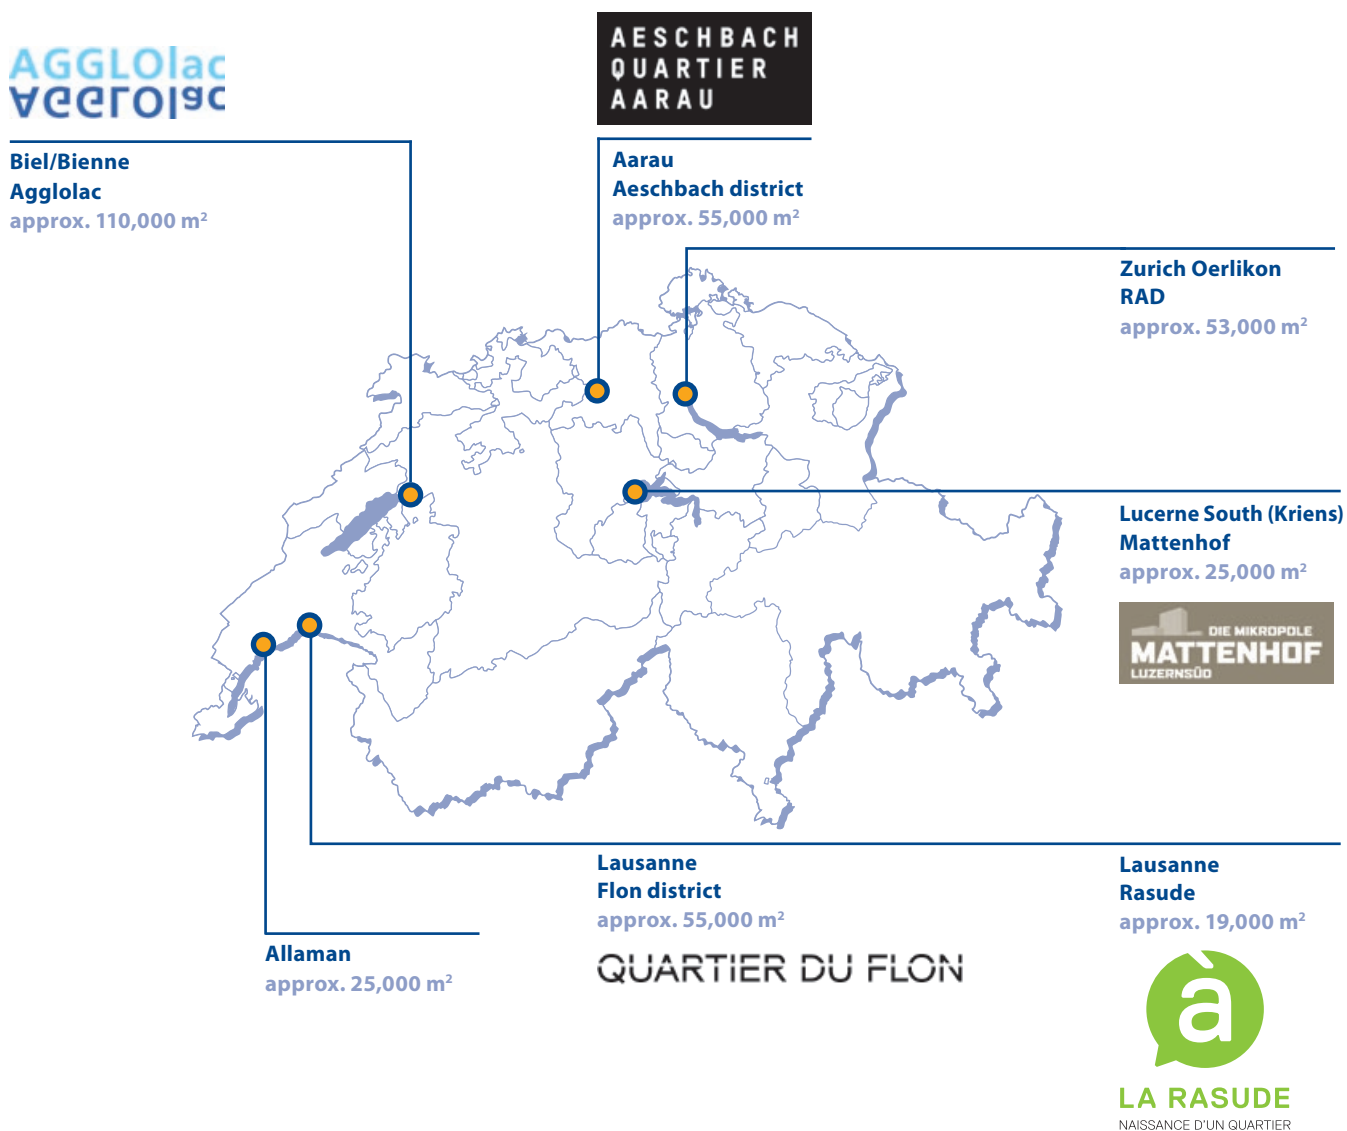 AGGLOlac
AGGLOlac
Biel/Bienne
Agglolac
approx. 110,000 m²
AESCHBACH
QUARTIER
AARAU
Aarau
Aeschbach district
approx. 55,000 m²
Zurich Oerlikon
RAD
approx. 53,000 m²
Lucerne South (Kriens)
Mattenhof
approx. 25,000 m²
DIE MIKROPOLE
MATTENHOF
LUZERNSÜD
Allaman
approx. 25,000 m²
Lausanne
Flon district
approx. 55,000 m²
QUARTIER DU FLON
Lausanne
Rasude
approx. 19,000 m²
à
LA RASUDE
NAISSANCE D'UN QUARTIER